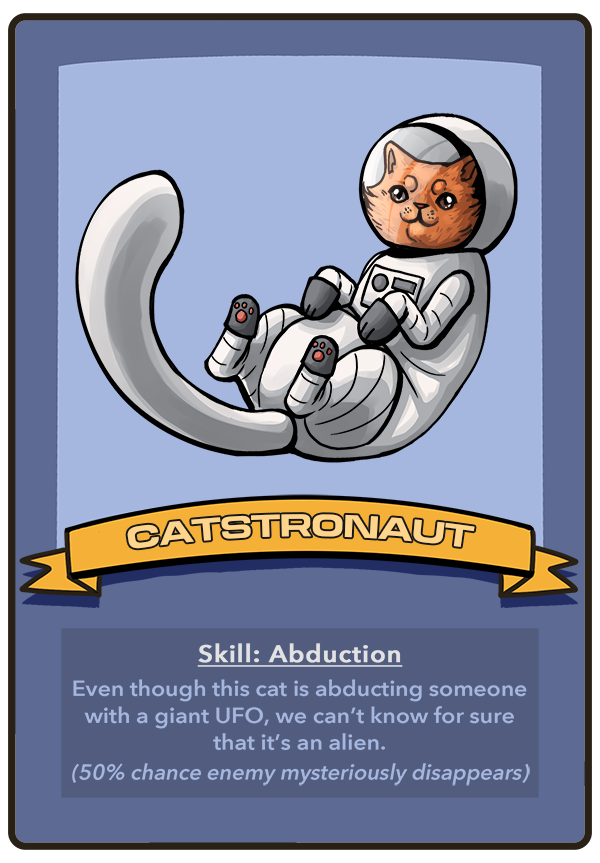 CATSTRONAUT
Skill: Abduction
Even though this cat is abducting someone
with a giant UFO, we can’t know for sure
that it’s an alien.
(50% chance enemy mysteriously disappears)